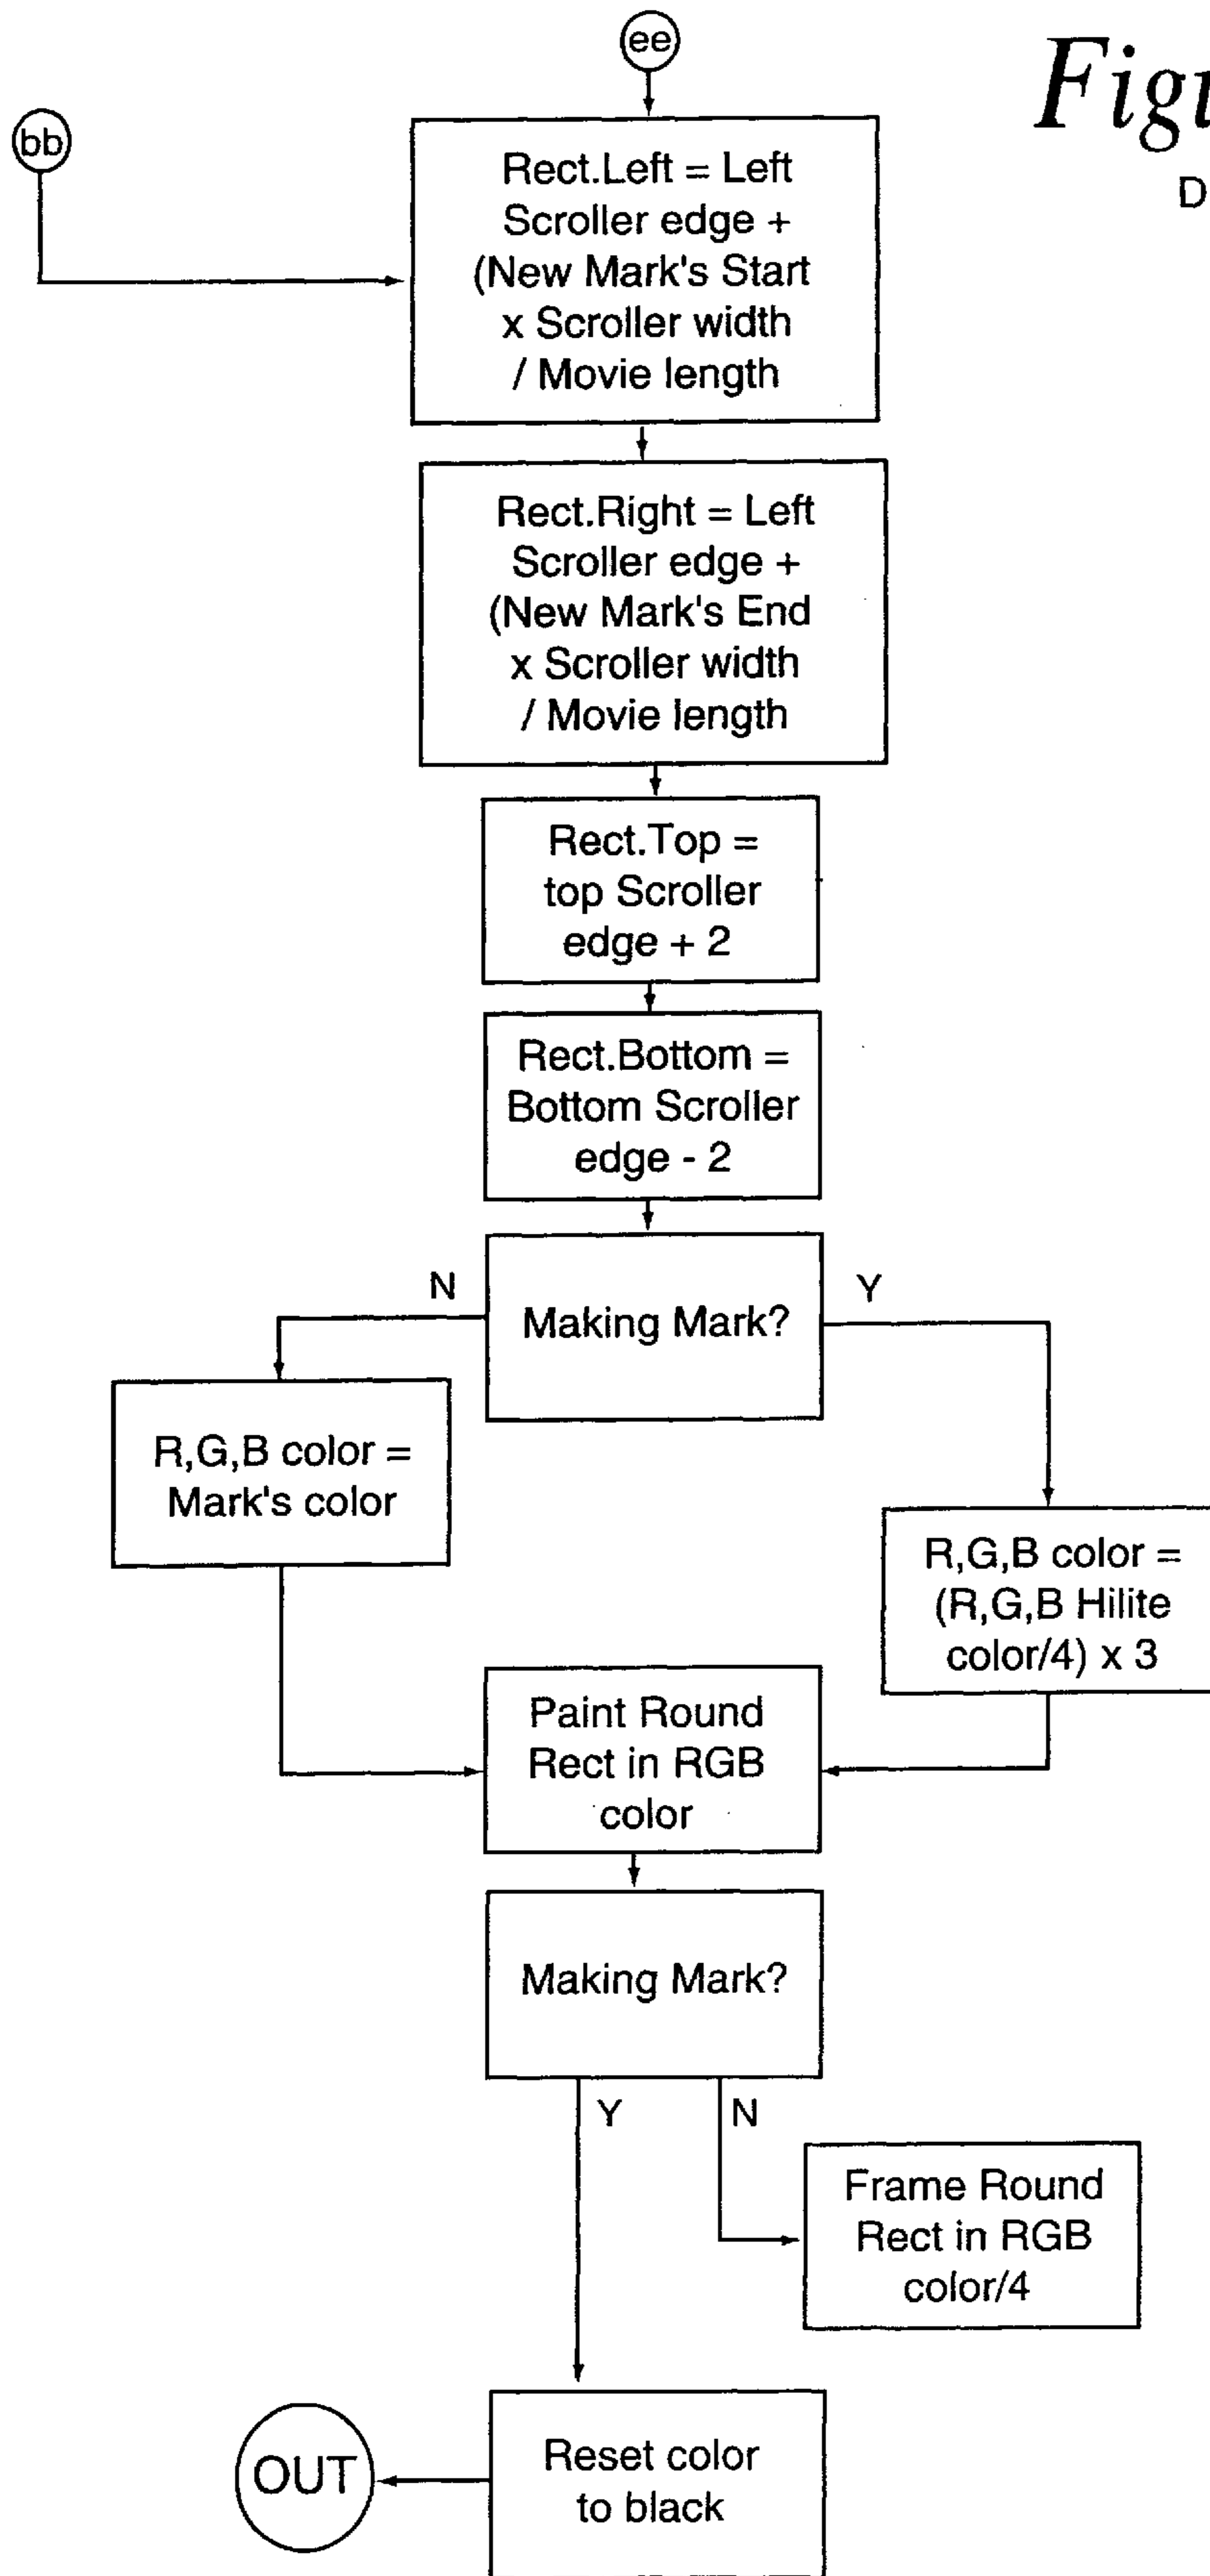 ee
bb
Rect.Left = Left
Scroller edge +
(New Mark's Start
x Scroller width
/ Movie length
Rect.Right = Left
Scroller edge +
(New Mark's End
x Scroller width
/ Movie length
Rect.Top =
top Scroller
edge + 2
Rect.Bottom =
Bottom Scroller
edge - 2
Making Mark?
N
Y
R,G,B color =
Mark's color
R,G,B color =
(R,G,B Hilite
color/4) x 3
Paint Round
Rect in RGB
color
Making Mark?
Y
N
Frame Round
Rect in RGB
color/4
Reset color
to black
OUT